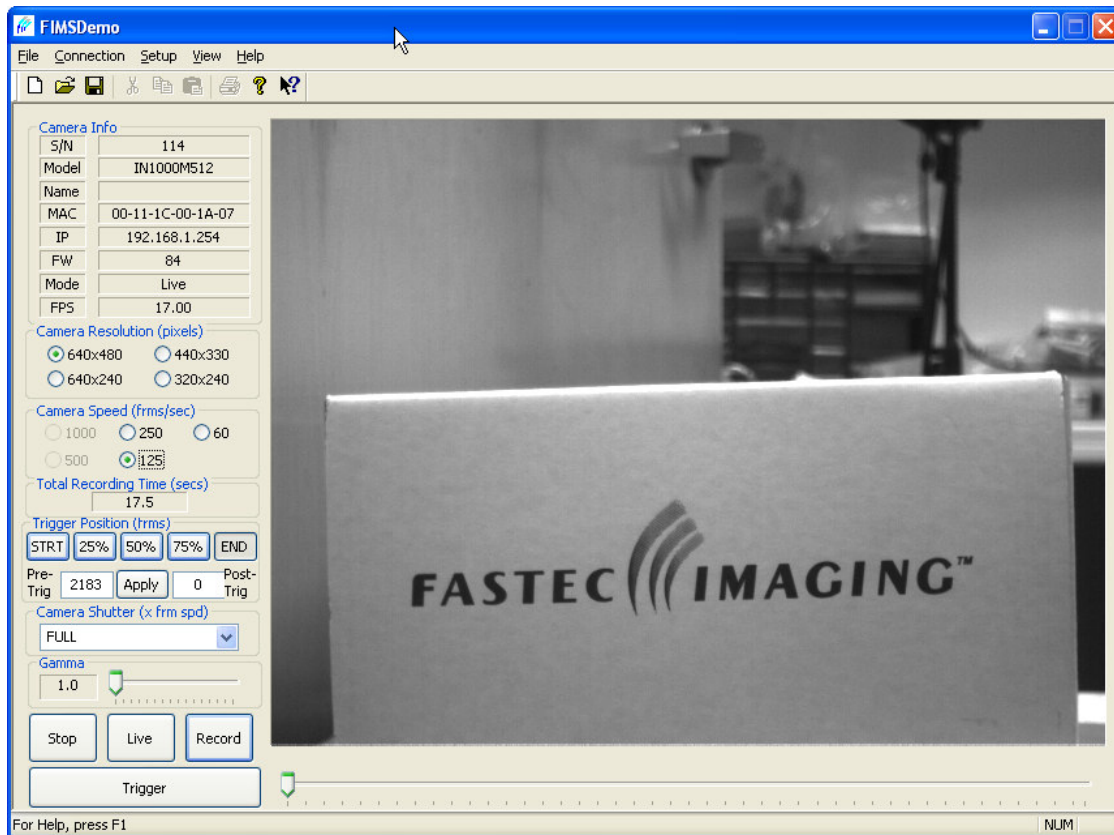 FIMSDemo
File Connection Setup View Help
Camera Info
S/N 114
Model IN1000M512
Name
MAC 00-11-1C-00-1A-07
IP 192.168.1.254
FW 84
Mode Live
FPS 17.00
Camera Resolution (pixels)
640x480 440x330
640x240 320x240
Camera Speed (frms/sec)
1000 250 60
500 125
Total Recording Time (secs)
17.5
Trigger Position (frms)
STRT 25% 50% 75% END
Pre-Trig 2183 Apply 0 Post-Trig
Camera Shutter (x frm spd)
FULL
Gamma
1.0
Stop Live Record
Trigger
FASTEC IMAGING™
For Help, press F1 NUM